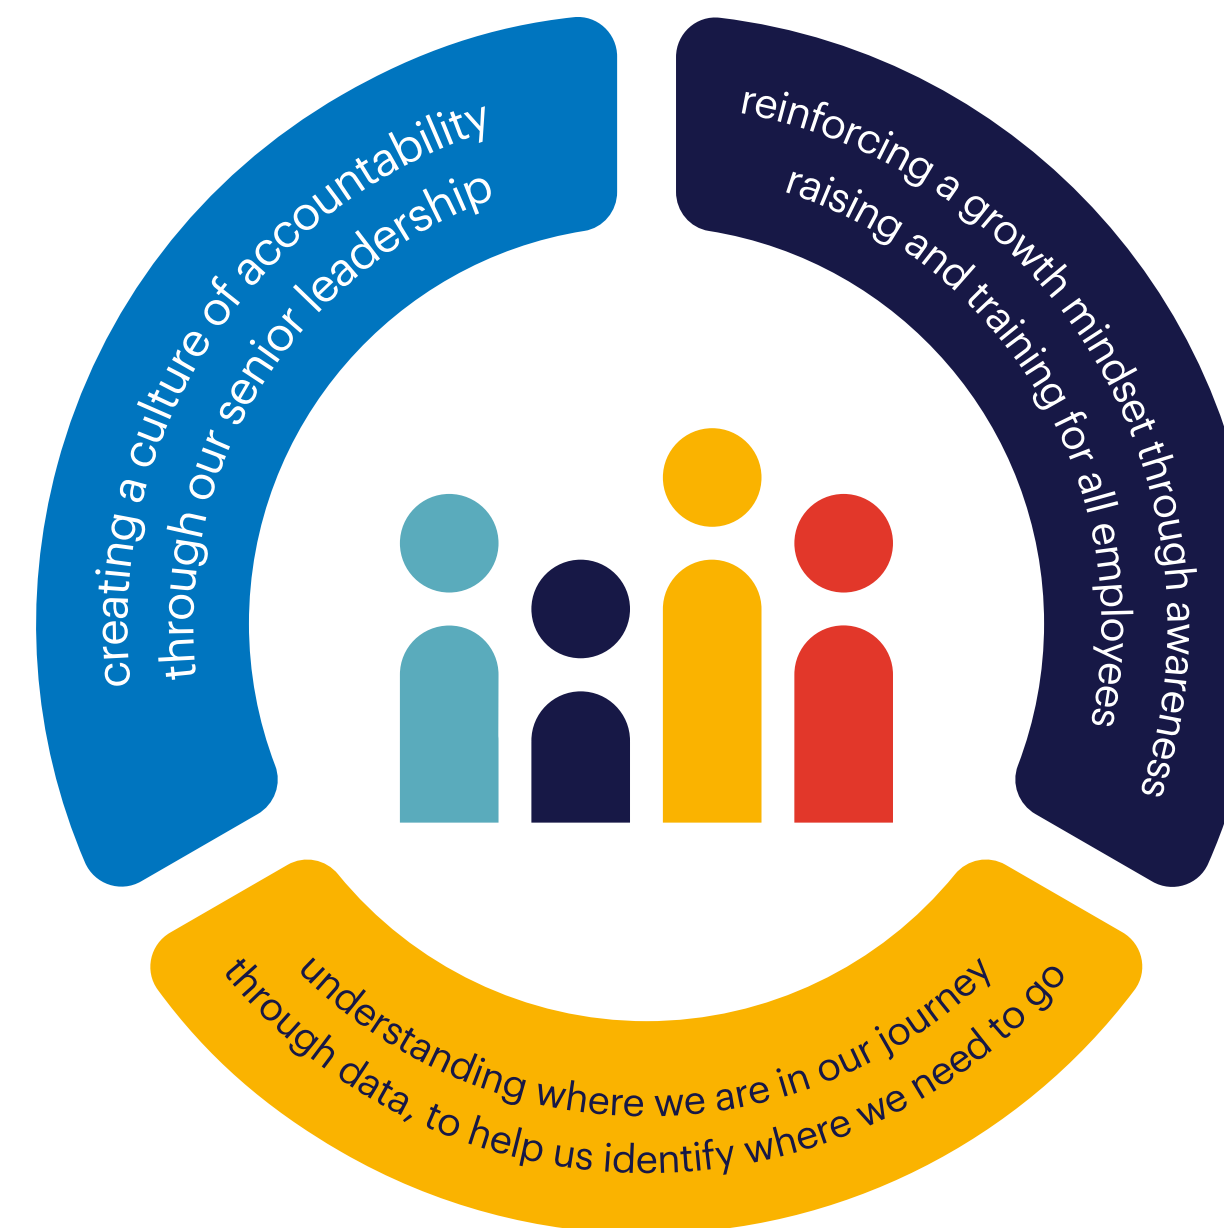 creating a culture of accountability
through our senior leadership
reinforcing a growth mindset through awareness
raising and training for all employees
understanding where we are in our journey
through data, to help us identify where we need to go